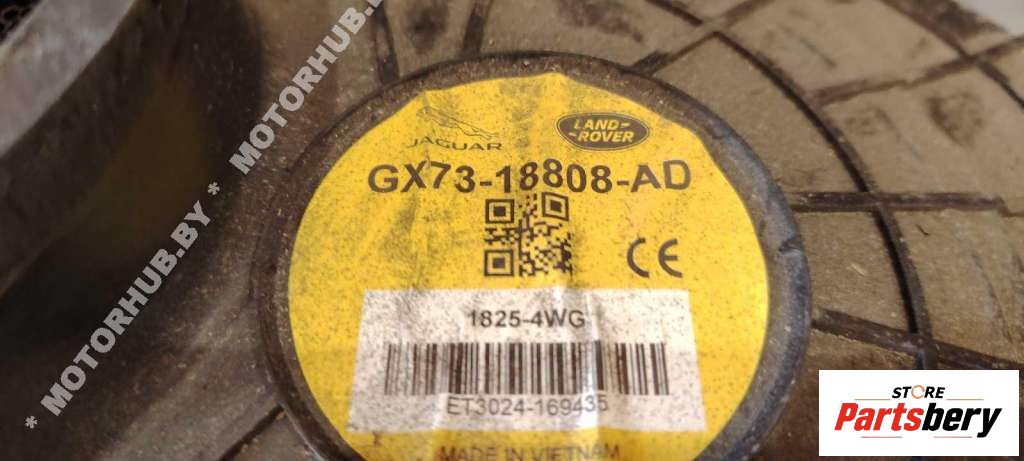 * MOTORHUB.BY * MOTORHUB.BY *
JAGUAR
LAND-
-ROVER
GX73-18808-AD
CE
1825-4WG
ET3024-169435
MADE IN VIETNAM
STORE
Partsbery